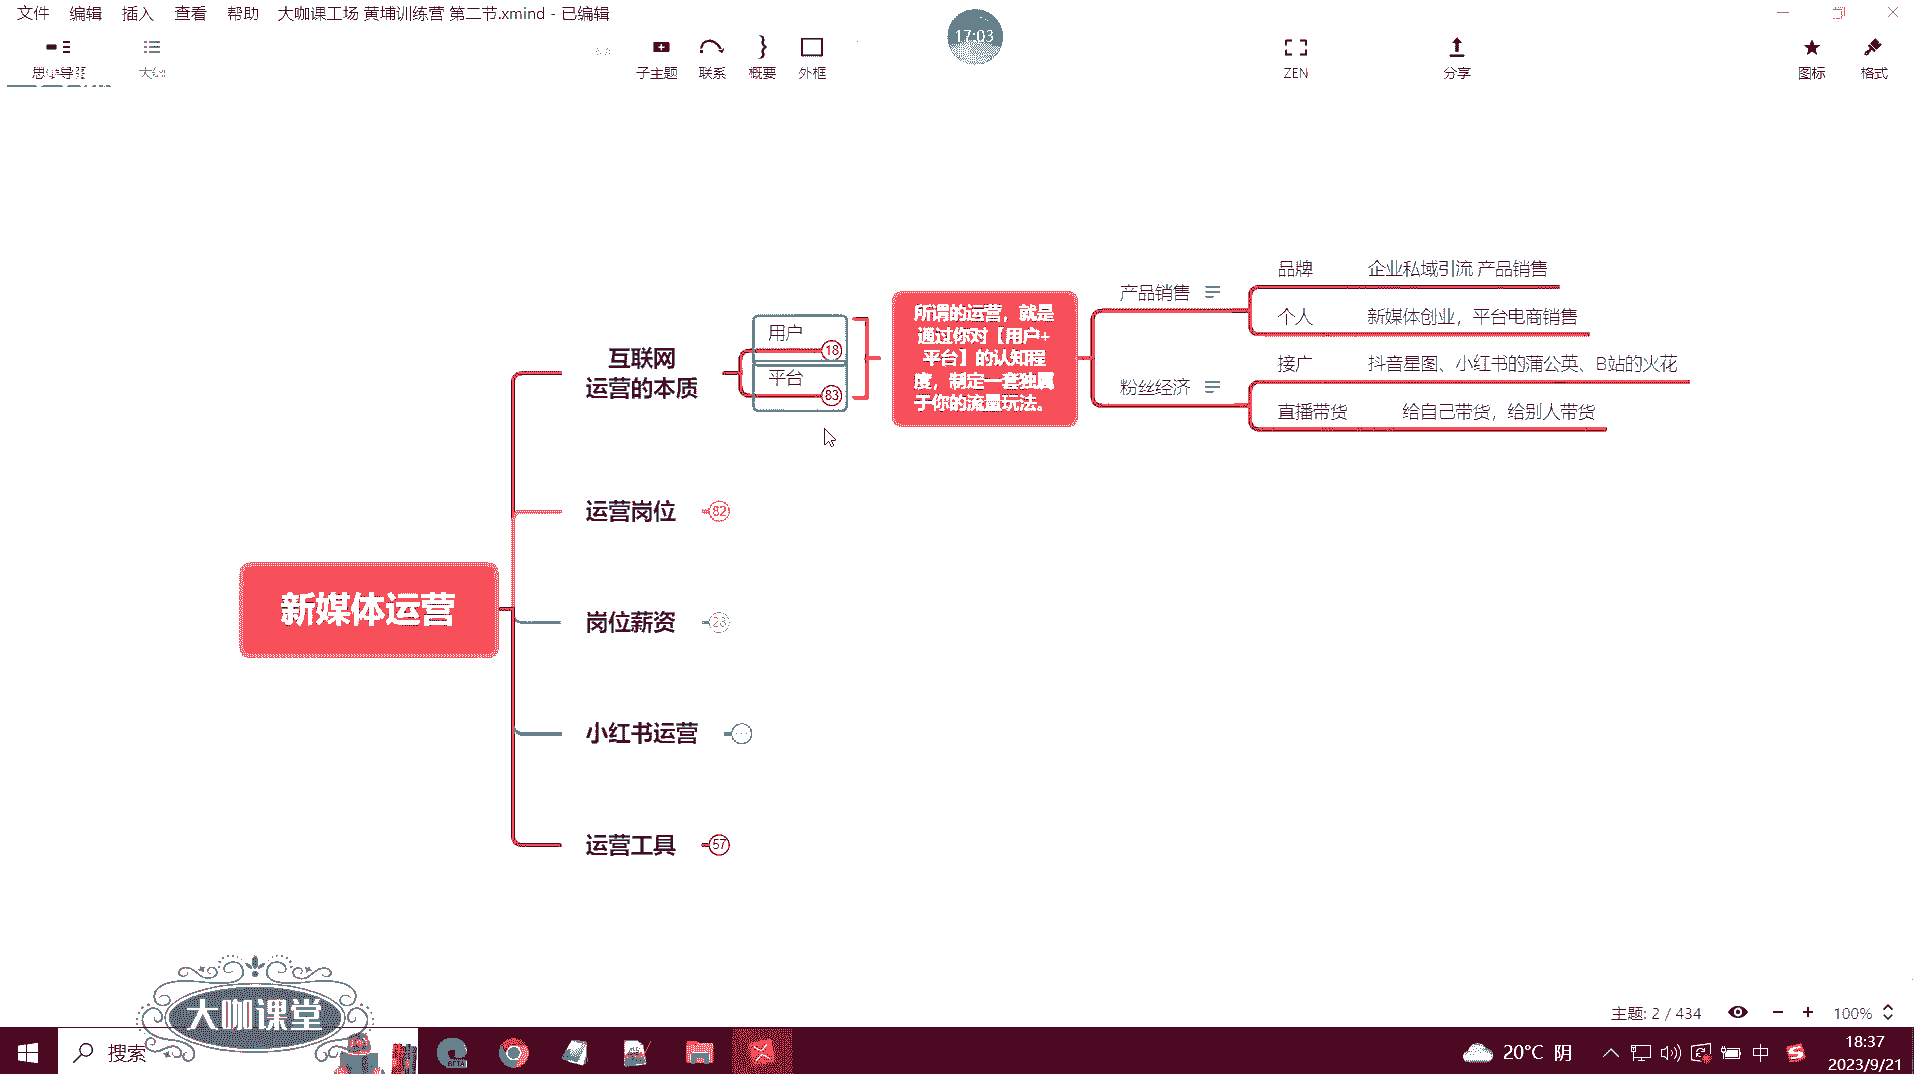 文件 编辑 插入 查看 帮助 大咖课工场 黄埔训练营 第二节.xmind - 已编辑
17:03
子主题 联系 概要 外框 ZEN 分享 图标 格式
品牌 企业私域引流 产品销售
产品销售
个人 新媒体创业，平台电商销售
所谓的运营，就是
通过你对【用户+
平台】的认知程
度，制定一套独属
于你的流量玩法。
用户
18
互联网
运营的本质
平台
83
接广 抖音星图、小红书的蒲公英、B站的火花
粉丝经济
直播带货 给自己带货，给别人带货
运营岗位 82
新媒体运营
岗位薪资 23
小红书运营
运营工具 57
大咖课堂
主题: 2 / 434 100%
搜索
BETA
20°C 阴 中
18:37
2023/9/21